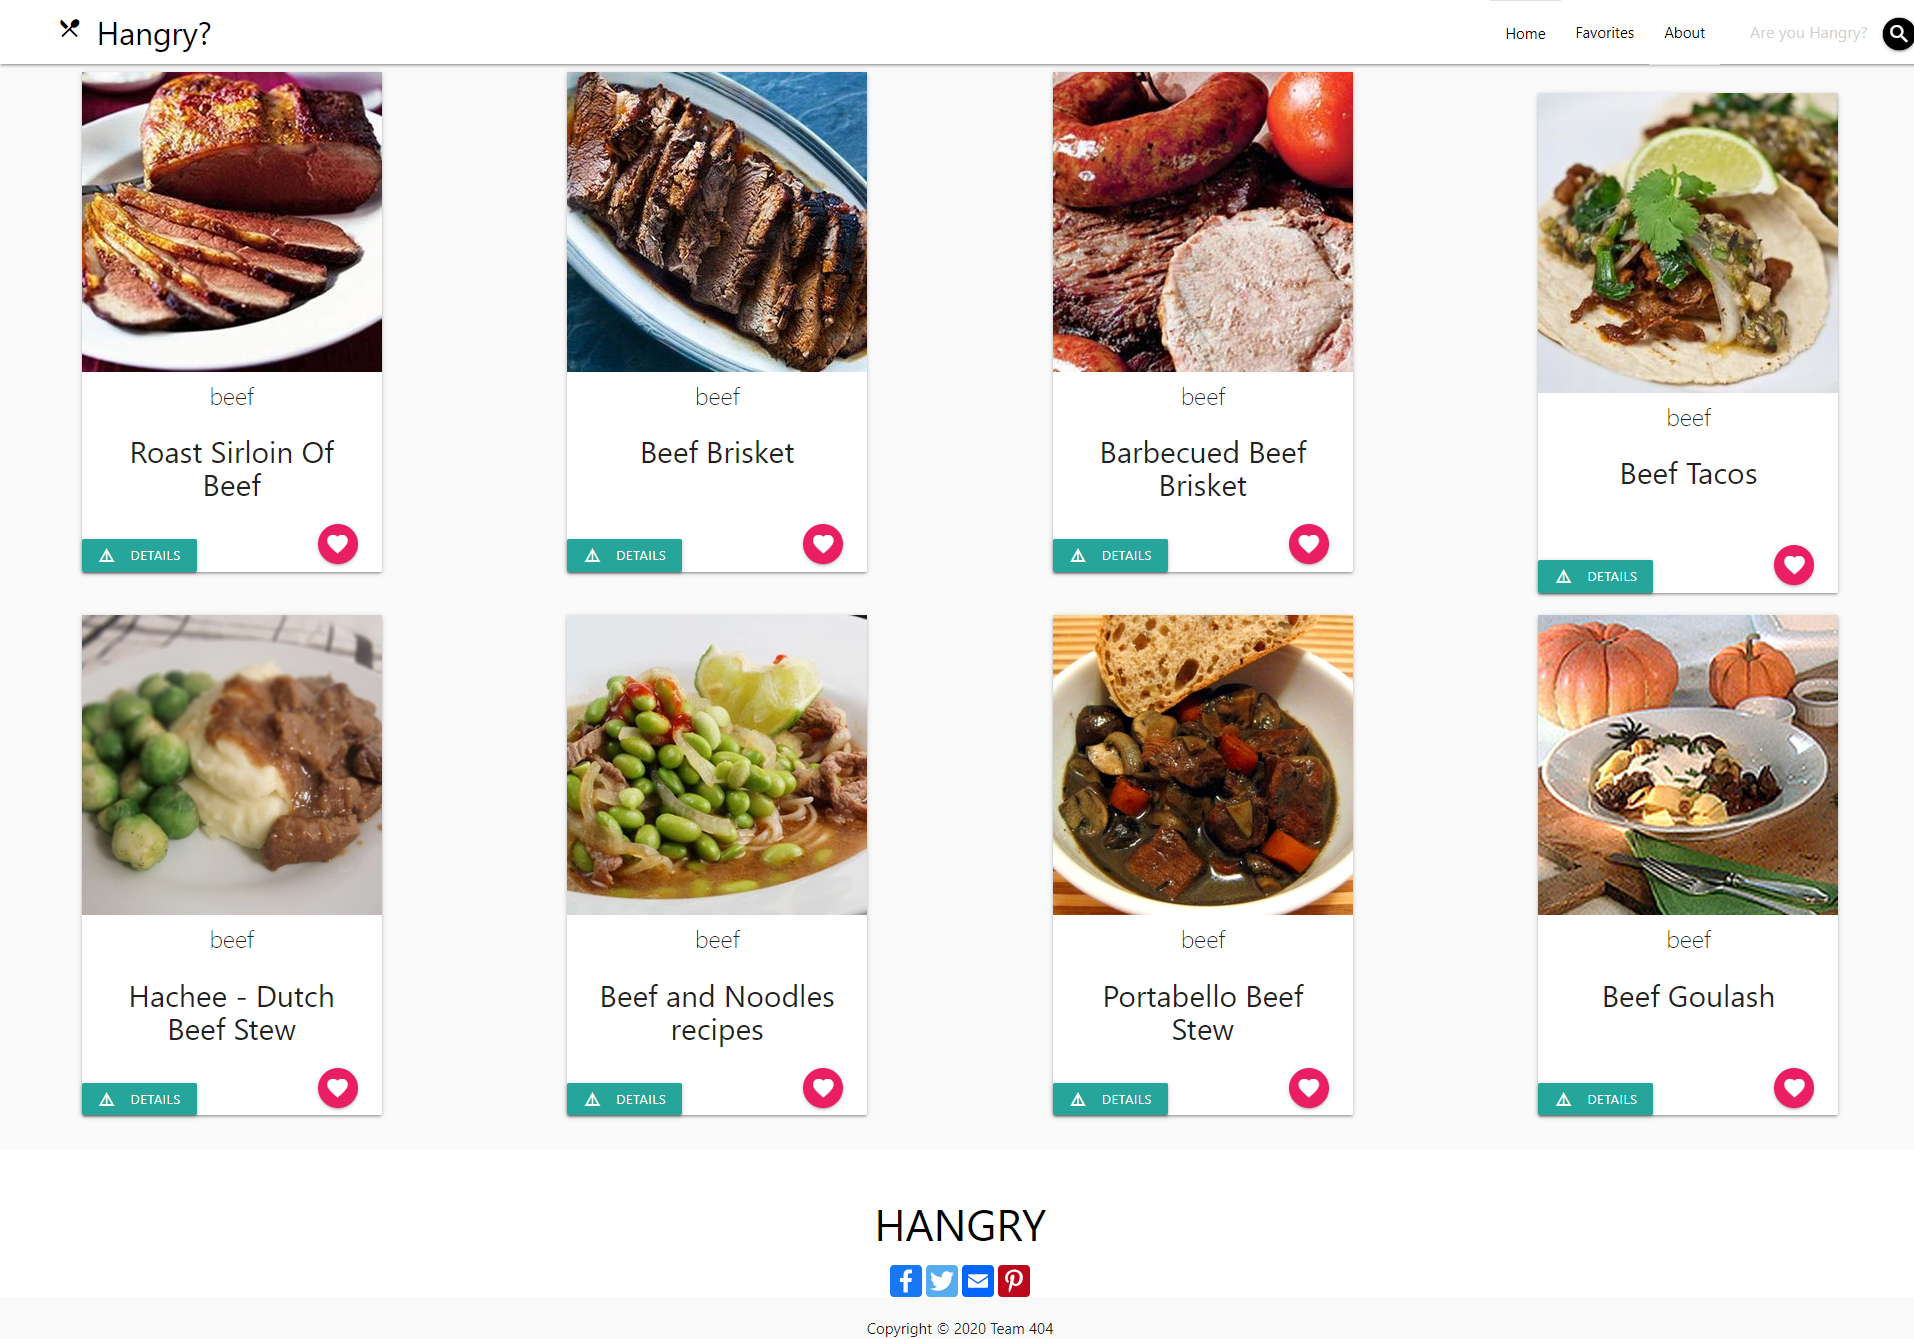 Hangry?
Home
Favorites
About
Are you Hangry?
beef
Roast Sirloin Of
Beef
DETAILS
beef
Beef Brisket
DETAILS
beef
Barbecued Beef
Brisket
DETAILS
beef
Beef Tacos
DETAILS
beef
Hachee - Dutch
Beef Stew
DETAILS
beef
Beef and Noodles
recipes
DETAILS
beef
Portabello Beef
Stew
DETAILS
beef
Beef Goulash
DETAILS
HANGRY
Copyright © 2020 Team 404